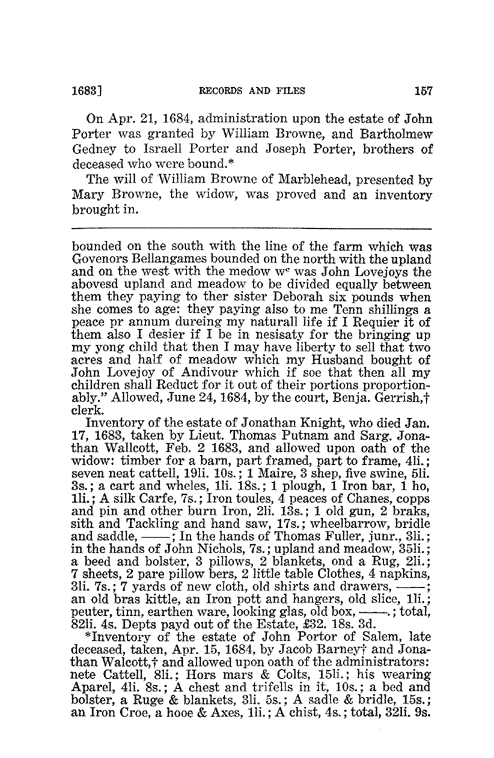 1683] RECORDS AND FILES 157
On Apr. 21, 1684, administration upon the estate of John
Porter was granted by William Browne, and Bartholmew
Gedney to Israell Porter and Joseph Porter, brothers of
deceased who were bound.*
The will of William Browne of Marblehead, presented by
Mary Browne, the widow, was proved and an inventory
brought in.
bounded on the south with the line of the farm which was
Govenors Bellangames bounded on the north with the upland
and on the west with the medow wᶜ was John Lovejoys the
abovesd upland and meadow to be divided equally between
them they paying to ther sister Deborah six pounds when
she comes to age: they paying also to me Tenn shillings a
peace pr annum dureing my naturall life if I Requier it of
them also I desier if I be in nesisaty for the bringing up
my yong child that then I may have liberty to sell that two
acres and half of meadow which my Husband bought of
John Lovejoy of Andivour which if soe that then all my
children shall Reduct for it out of their portions proportion-
ably." Allowed, June 24, 1684, by the court, Benja. Gerrish,†
clerk.
Inventory of the estate of Jonathan Knight, who died Jan.
17, 1683, taken by Lieut. Thomas Putnam and Sarg. Jona-
than Wallcott, Feb. 2 1683, and allowed upon oath of the
widow: timber for a barn, part framed, part to frame, 4li.;
seven neat cattell, 19li. 10s.; 1 Maire, 3 shep, five swine, 5li.
3s.; a cart and wheles, 1li. 18s.; 1 plough, 1 Iron bar, 1 ho,
1li.; A silk Carfe, 7s.; Iron toules, 4 peaces of Chanes, copps
and pin and other burn Iron, 2li. 13s.; 1 old gun, 2 braks,
sith and Tackling and hand saw, 17s.; wheelbarrow, bridle
and saddle, ——; In the hands of Thomas Fuller, junr., 3li.;
in the hands of John Nichols, 7s.; upland and meadow, 35li.;
a beed and bolster, 3 pillows, 2 blankets, ond a Rug, 2li.;
7 sheets, 2 pare pillow bers, 2 little table Clothes, 4 napkins,
3li. 7s.; 7 yards of new cloth, old shirts and drawers, ——;
an old bras kittle, an Iron pott and hangers, old slice, 1li.;
peuter, tinn, earthen ware, looking glas, old box, ——.; total,
82li. 4s. Depts payd out of the Estate, £32. 18s. 3d.
*Inventory of the estate of John Portor of Salem, late
deceased, taken, Apr. 15, 1684, by Jacob Barney† and Jona-
than Walcott,† and allowed upon oath of the administrators:
nete Cattell, 8li.; Hors mars & Colts, 15li.; his wearing
Aparel, 4li. 8s.; A chest and trifells in it, 10s.; a bed and
bolster, a Ruge & blankets, 3li. 5s.; A sadle & bridle, 15s.;
an Iron Croe, a hooe & Axes, 1li.; A chist, 4s.; total, 32li. 9s.